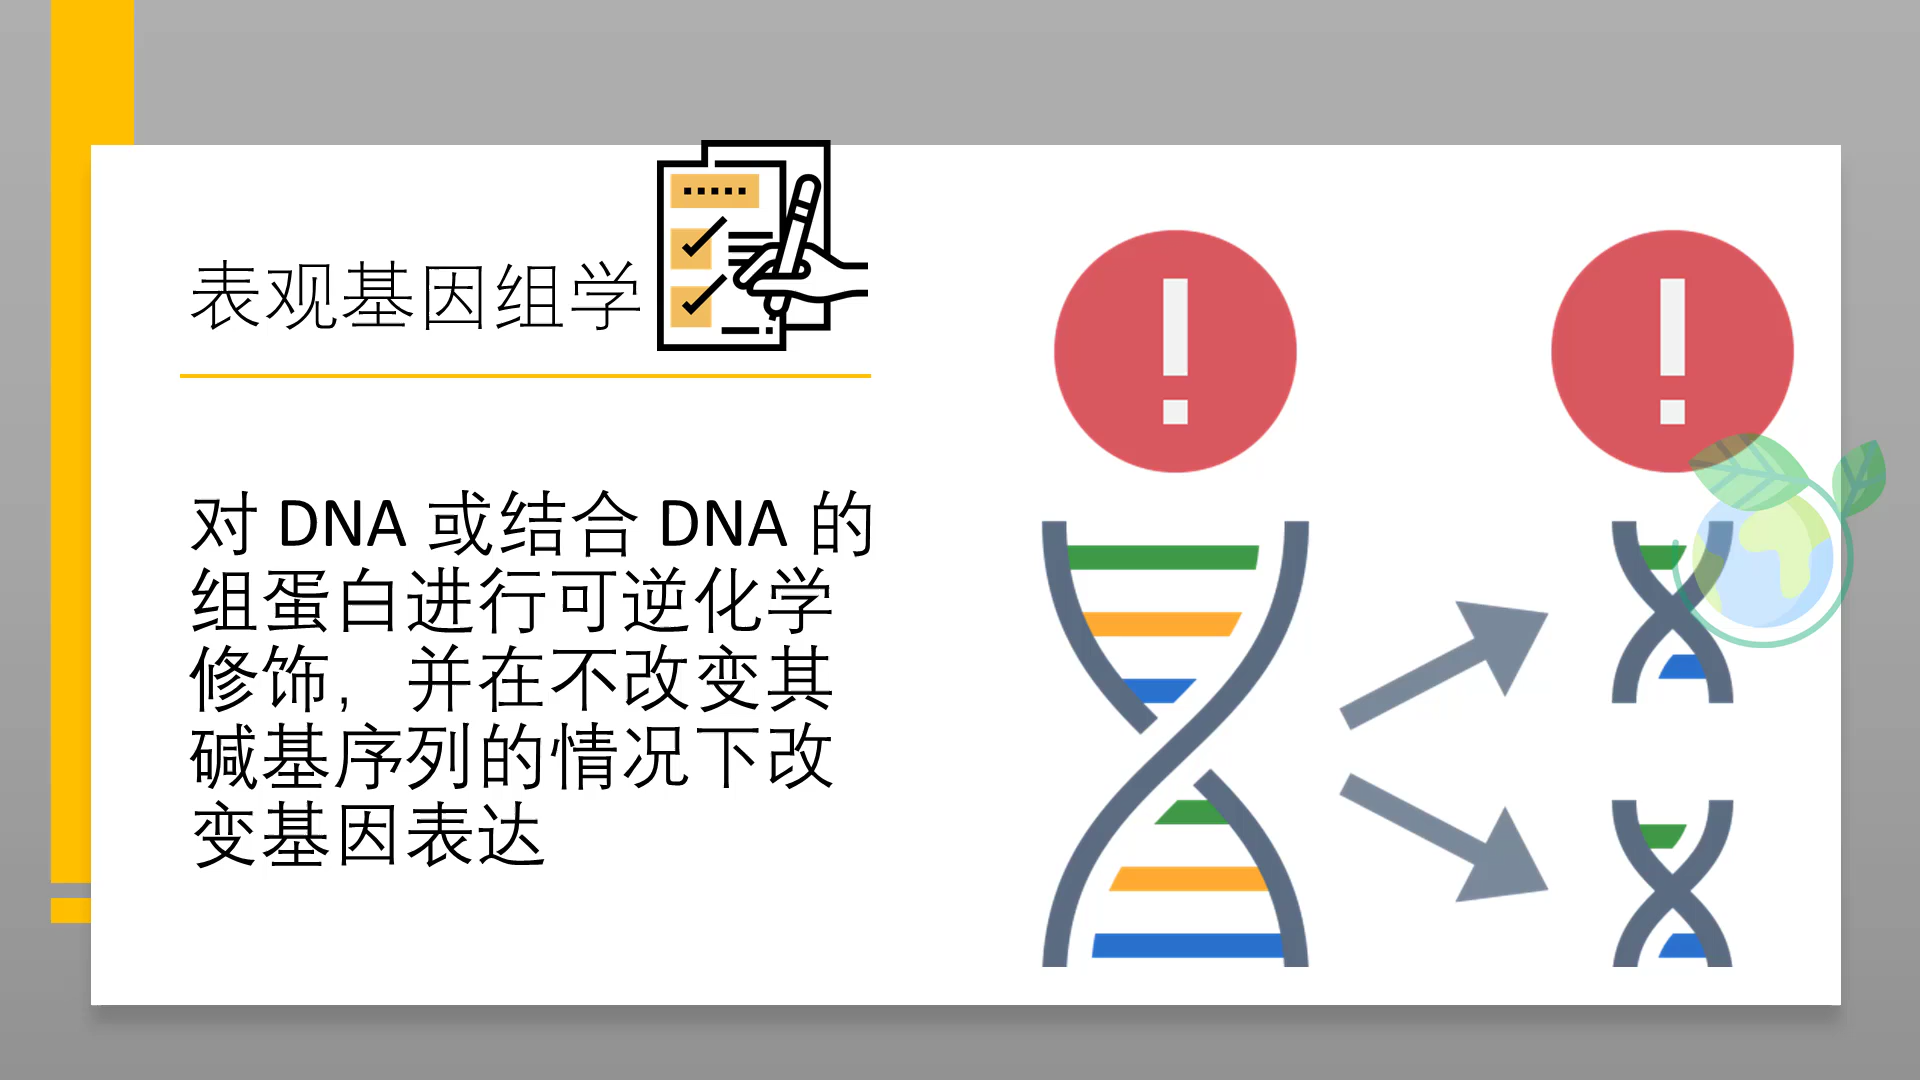 表观基因组学
对 DNA 或结合 DNA 的
组蛋白进行可逆化学
修饰，并在不改变其
碱基序列的情况下改
变基因表达